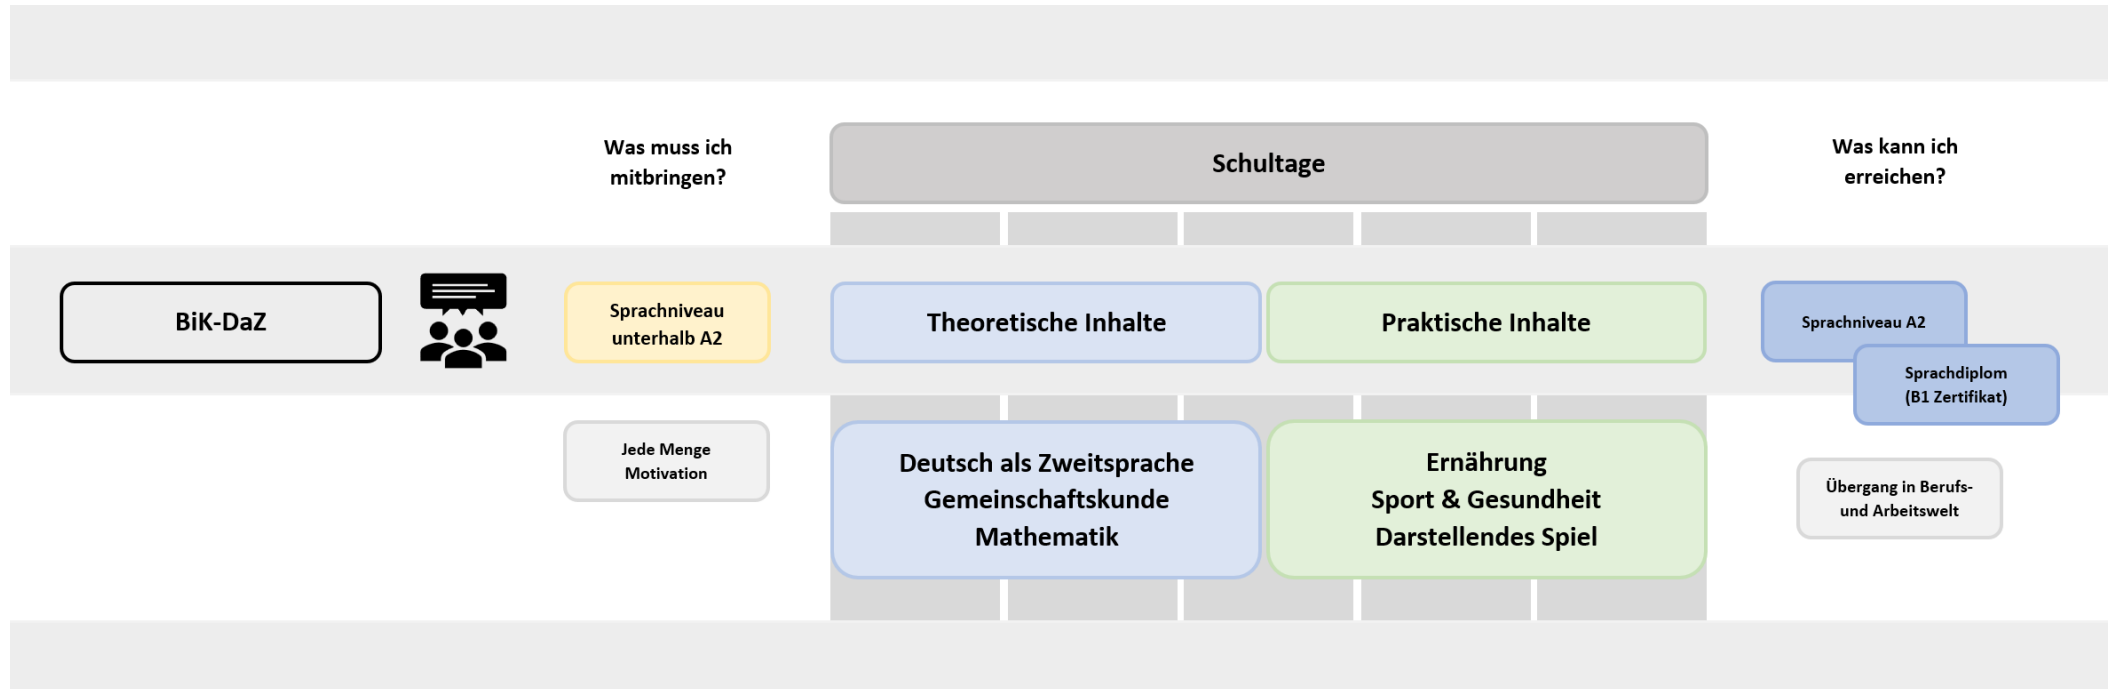 Was muss ich
mitbringen?
Schultage
Was kann ich
erreichen?
BiK-DaZ
Sprachniveau
unterhalb A2
Theoretische Inhalte
Praktische Inhalte
Sprachniveau A2
Sprachdiplom
(B1 Zertifikat)
Jede Menge
Motivation
Deutsch als Zweitsprache
Gemeinschaftskunde
Mathematik
Ernährung
Sport & Gesundheit
Darstellendes Spiel
Übergang in Berufs-
und Arbeitswelt